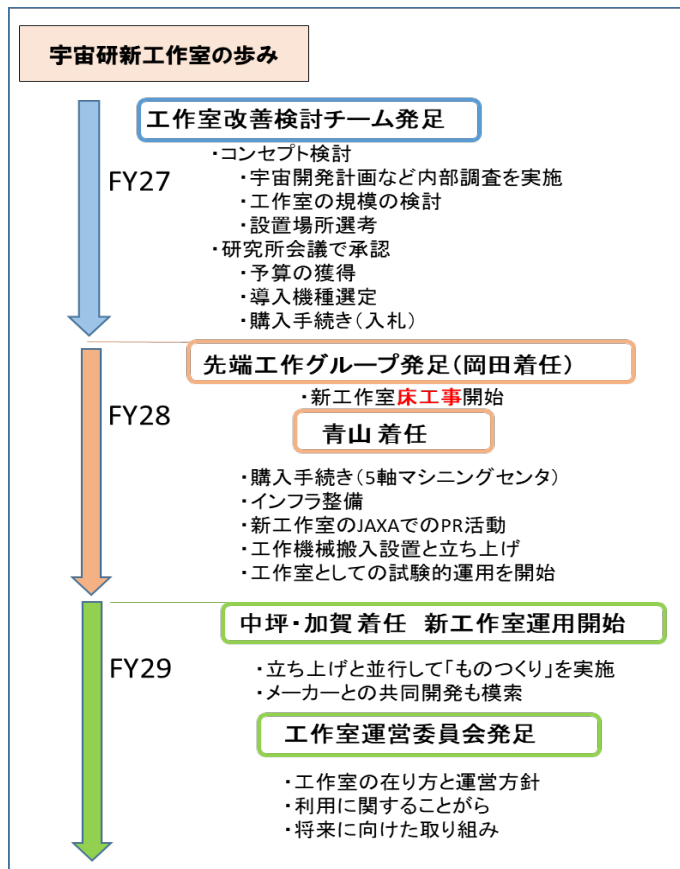 宇宙研新工作室の歩み
工作室改善検討チーム発足
FY27
・コンセプト検討
・宇宙開発計画など内部調査を実施
・工作室の規模の検討
・設置場所選考
・研究所会議で承認
・予算の獲得
・導入機種選定
・購入手続き(入札)
先端工作グループ発足(岡田着任)
・新工作室床工事開始
FY28
青山 着任
・購入手続き(5軸マシニングセンタ)
・インフラ整備
・新工作室のJAXAでのPR活動
・工作機械搬入設置と立ち上げ
・工作室としての試験的運用を開始
中坪・加賀 着任　新工作室運用開始
FY29
・立ち上げと並行して「ものつくり」を実施
・メーカーとの共同開発も模索
工作室運営委員会発足
・工作室の在り方と運営方針
・利用に関することがら
・将来に向けた取り組み